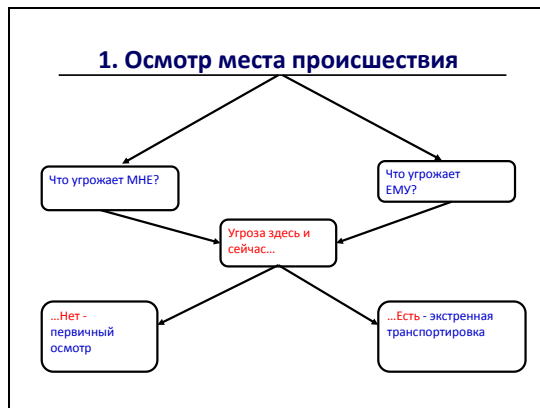 1. Осмотр места происшествия
Что угрожает МНЕ?
Что угрожает
ЕМУ?
Угроза здесь и
сейчас…
…Нет -
первичный
осмотр
…Есть - экстренная
транспортировка